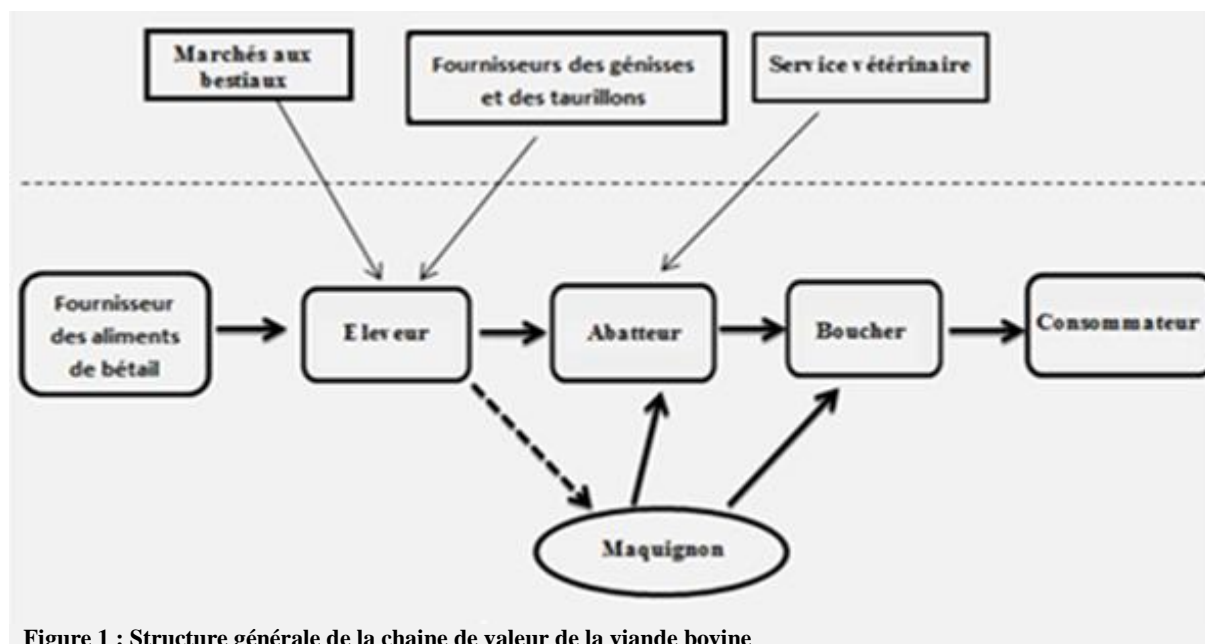 Marchés aux
bestiaux
Fournisseurs des génisses
et des taurillons
Service vétérinaire
Fournisseur
des aliments
de bétail
Eleveur
Abatteur
Boucher
Consommateur
Maquignon
Figure 1 : Structure générale de la chaine de valeur de la viande bovine